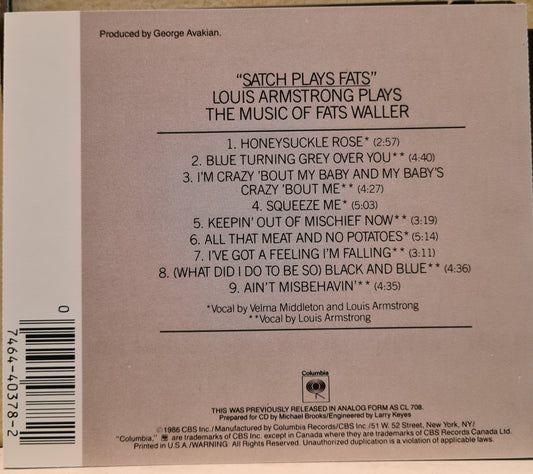 Produced by George Avakian.
"SATCH PLAYS FATS"
LOUIS ARMSTRONG PLAYS
THE MUSIC OF FATS WALLER
1. HONEYSUCKLE ROSE* (2:57)
2. BLUE TURNING GREY OVER YOU** (4:40)
3. I'M CRAZY 'BOUT MY BABY AND MY BABY'S
CRAZY 'BOUT ME** (4:27)
4. SQUEEZE ME* (5:03)
5. KEEPIN' OUT OF MISCHIEF NOW** (3:19)
6. ALL THAT MEAT AND NO POTATOES* (5:14)
7. I'VE GOT A FEELING I'M FALLING** (3:11)
8. (WHAT DID I DO TO BE SO) BLACK AND BLUE** (4:36)
9. AIN'T MISBEHAVIN'** (4:35)
*Vocal by Velma Middleton and Louis Armstrong
**Vocal by Louis Armstrong
0
7464-40378-2
Columbia
THIS WAS PREVIOUSLY RELEASED IN ANALOG FORM AS CL 708.
Prepared for CD by Michael Brooks/Engineered by Larry Keyes
©1986 CBS Inc./Manufactured by Columbia Records/CBS Inc./51 W. 52 Street, New York, NY/
"Columbia," are trademarks of CBS Inc. except in Canada where they are trademarks of CBS Records Canada Ltd.
Printed in U.S.A./WARNING: All Rights Reserved. Unauthorized duplication is a violation of applicable laws.